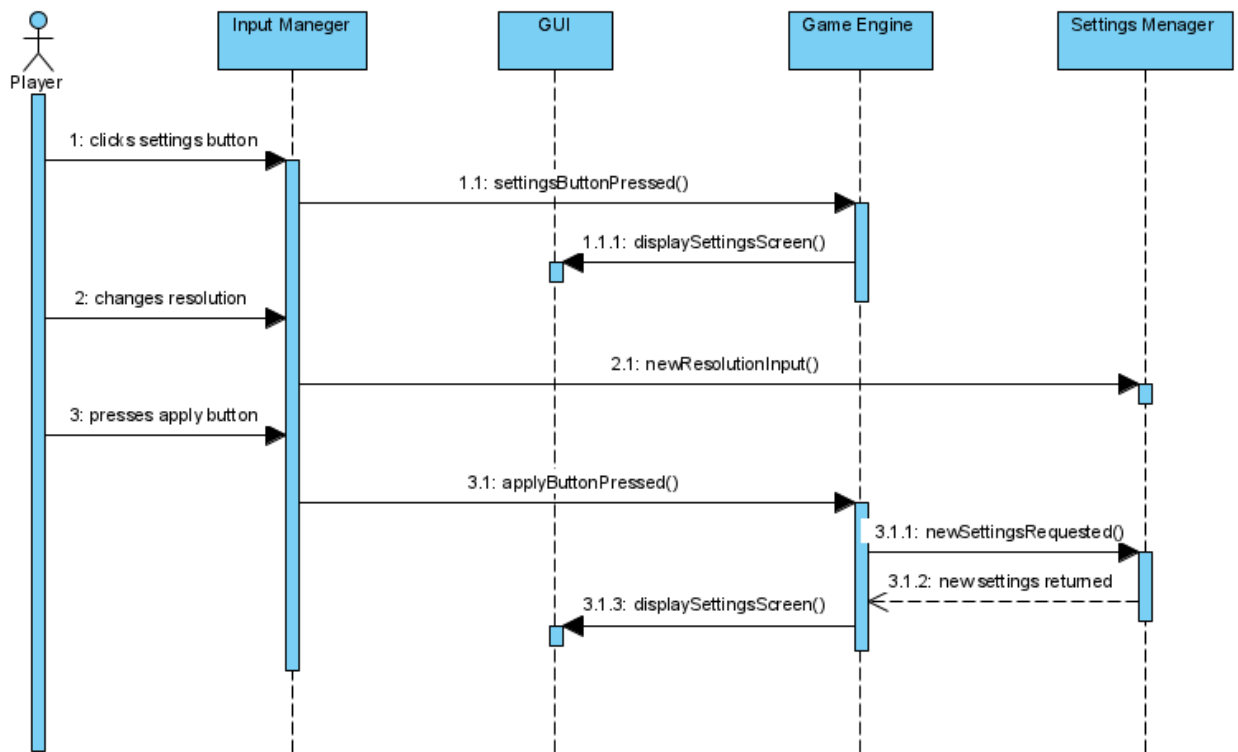 Input Maneger
GUI
Game Engine
Settings Menager
Player
1: clicks settings button
1.1: settingsButtonPressed()
1.1.1: displaySettingsScreen()
2: changes resolution
2.1: newResolutionInput()
3: presses apply button
3.1: applyButtonPressed()
3.1.1: newSettingsRequested()
3.1.2: new settings returned
3.1.3: displaySettingsScreen()